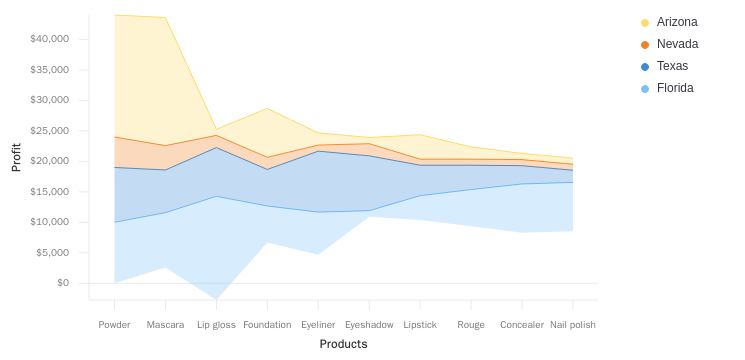 $40,000
$35,000
$30,000
$25,000
$20,000
$15,000
$10,000
$5,000
$0
Profit
Powder Mascara Lip gloss Foundation Eyeliner Eyeshadow Lipstick Rouge Concealer Nail polish
Products
Arizona
Nevada
Texas
Florida